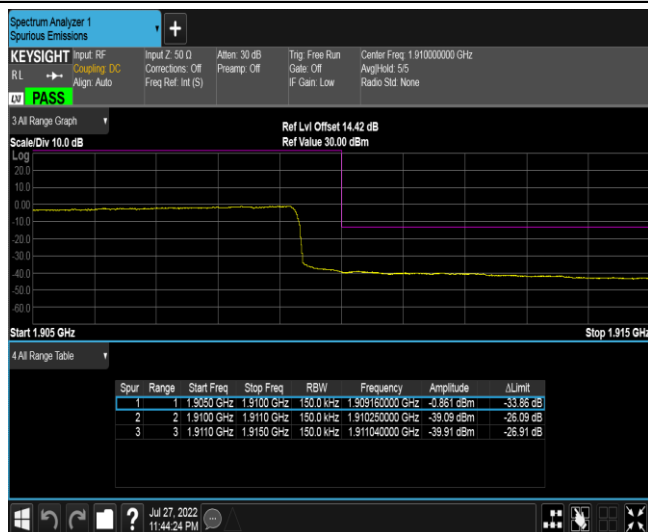 Spectrum Analyzer 1
Spurious Emissions
KEYSIGHT Input: RF Input Z: 50 Ω Atten: 30 dB Trig: Free Run Center Freq: 1.910000000 GHz
RL Coupling: DC Corrections: Off Preamp: Off Gate: Off Avg|Hold: 5/5
Align: Auto Freq Ref: Int (S) IF Gain: Low Radio Std: None
LXI PASS
3 All Range Graph
Ref Lvl Offset 14.42 dB
Scale/Div 10.0 dB Ref Value 30.00 dBm
Log
20.0
10.0
0.00
-10.0
-20.0
-30.0
-40.0
-50.0
-60.0
Start 1.905 GHz Stop 1.915 GHz
4 All Range Table
Spur Range Start Freq Stop Freq RBW Frequency Amplitude ΔLimit
1 1 1.9050 GHz 1.9100 GHz 150.0 kHz 1.909160000 GHz -0.861 dBm -33.86 dB
2 2 1.9100 GHz 1.9110 GHz 150.0 kHz 1.910250000 GHz -39.09 dBm -26.09 dB
3 3 1.9110 GHz 1.9150 GHz 150.0 kHz 1.911040000 GHz -39.91 dBm -26.91 dB
Jul 27, 2022
11:44:24 PM